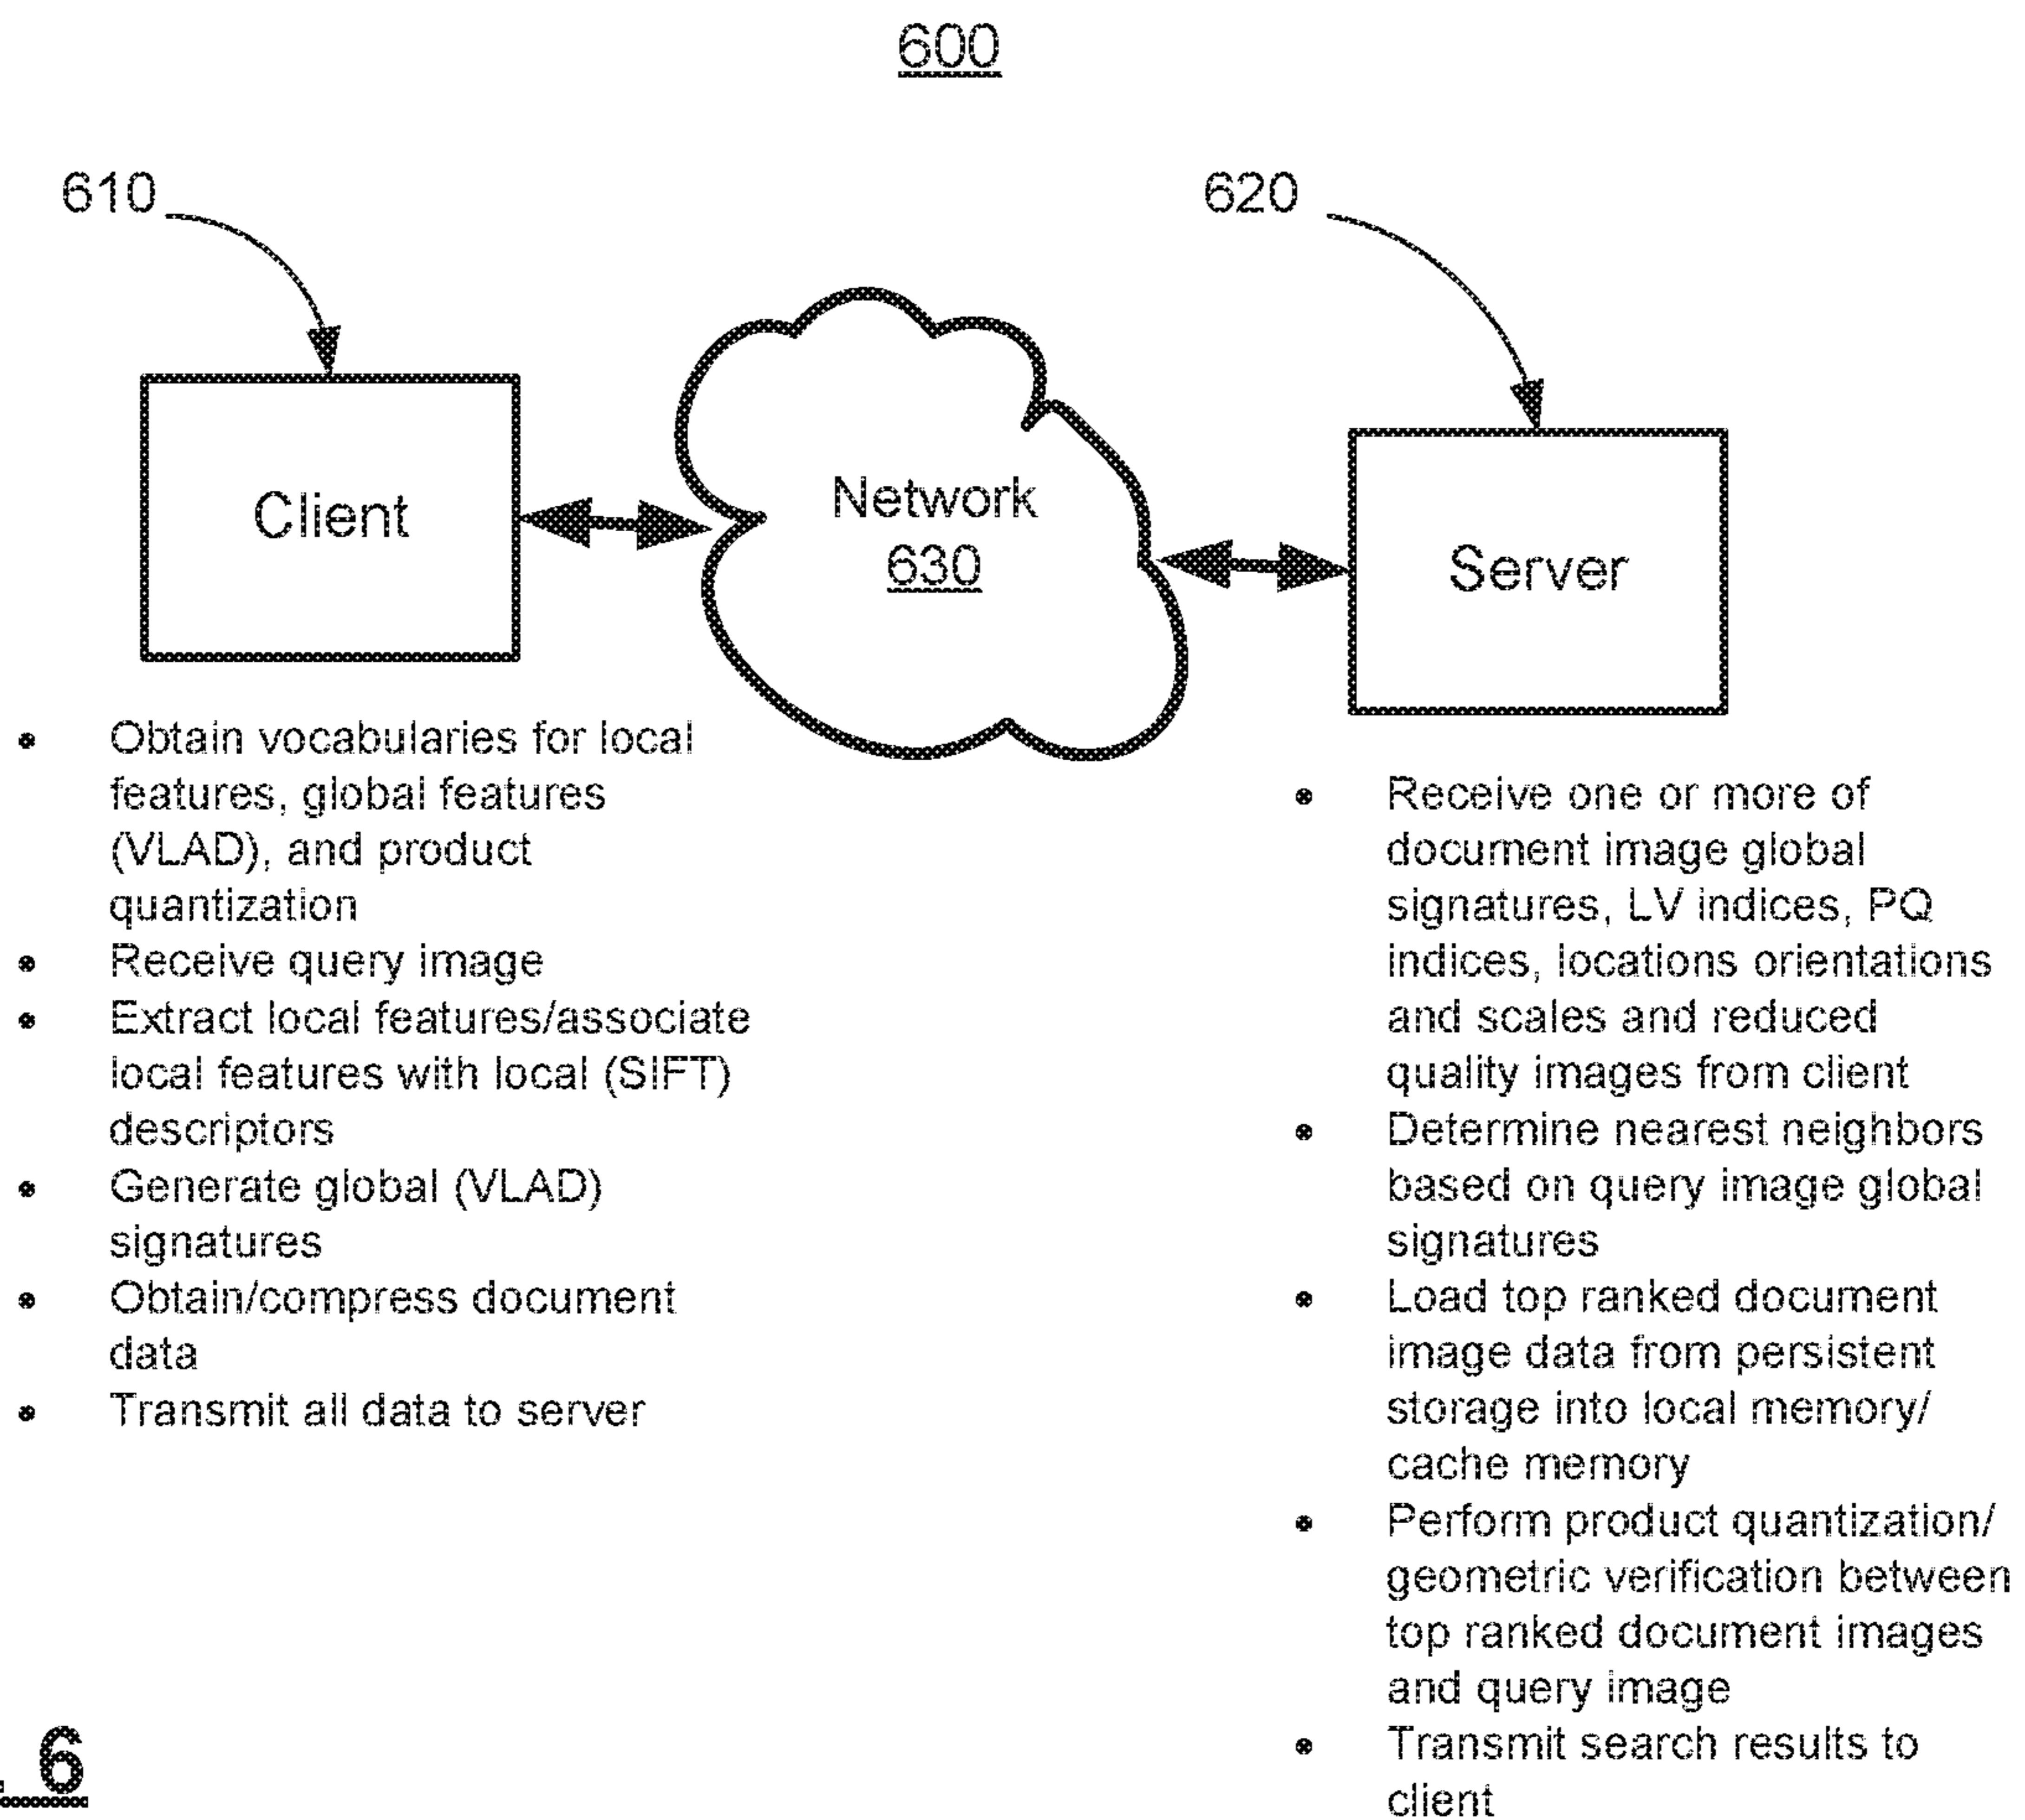 600
610
620
Client
Network
630
Server
• Obtain vocabularies for local
features, global features
(VLAD), and product
quantization
• Receive query image
• Extract local features/associate
local features with local (SIFT)
descriptors
• Generate global (VLAD)
signatures
• Obtain/compress document
data
• Transmit all data to server
• Receive one or more of
document image global
signatures, LV indices, PQ
indices, locations orientations
and scales and reduced
quality images from client
• Determine nearest neighbors
based on query image global
signatures
• Load top ranked document
image data from persistent
storage into local memory/
cache memory
• Perform product quantization/
geometric verification between
top ranked document images
and query image
• Transmit search results to
client
. 6